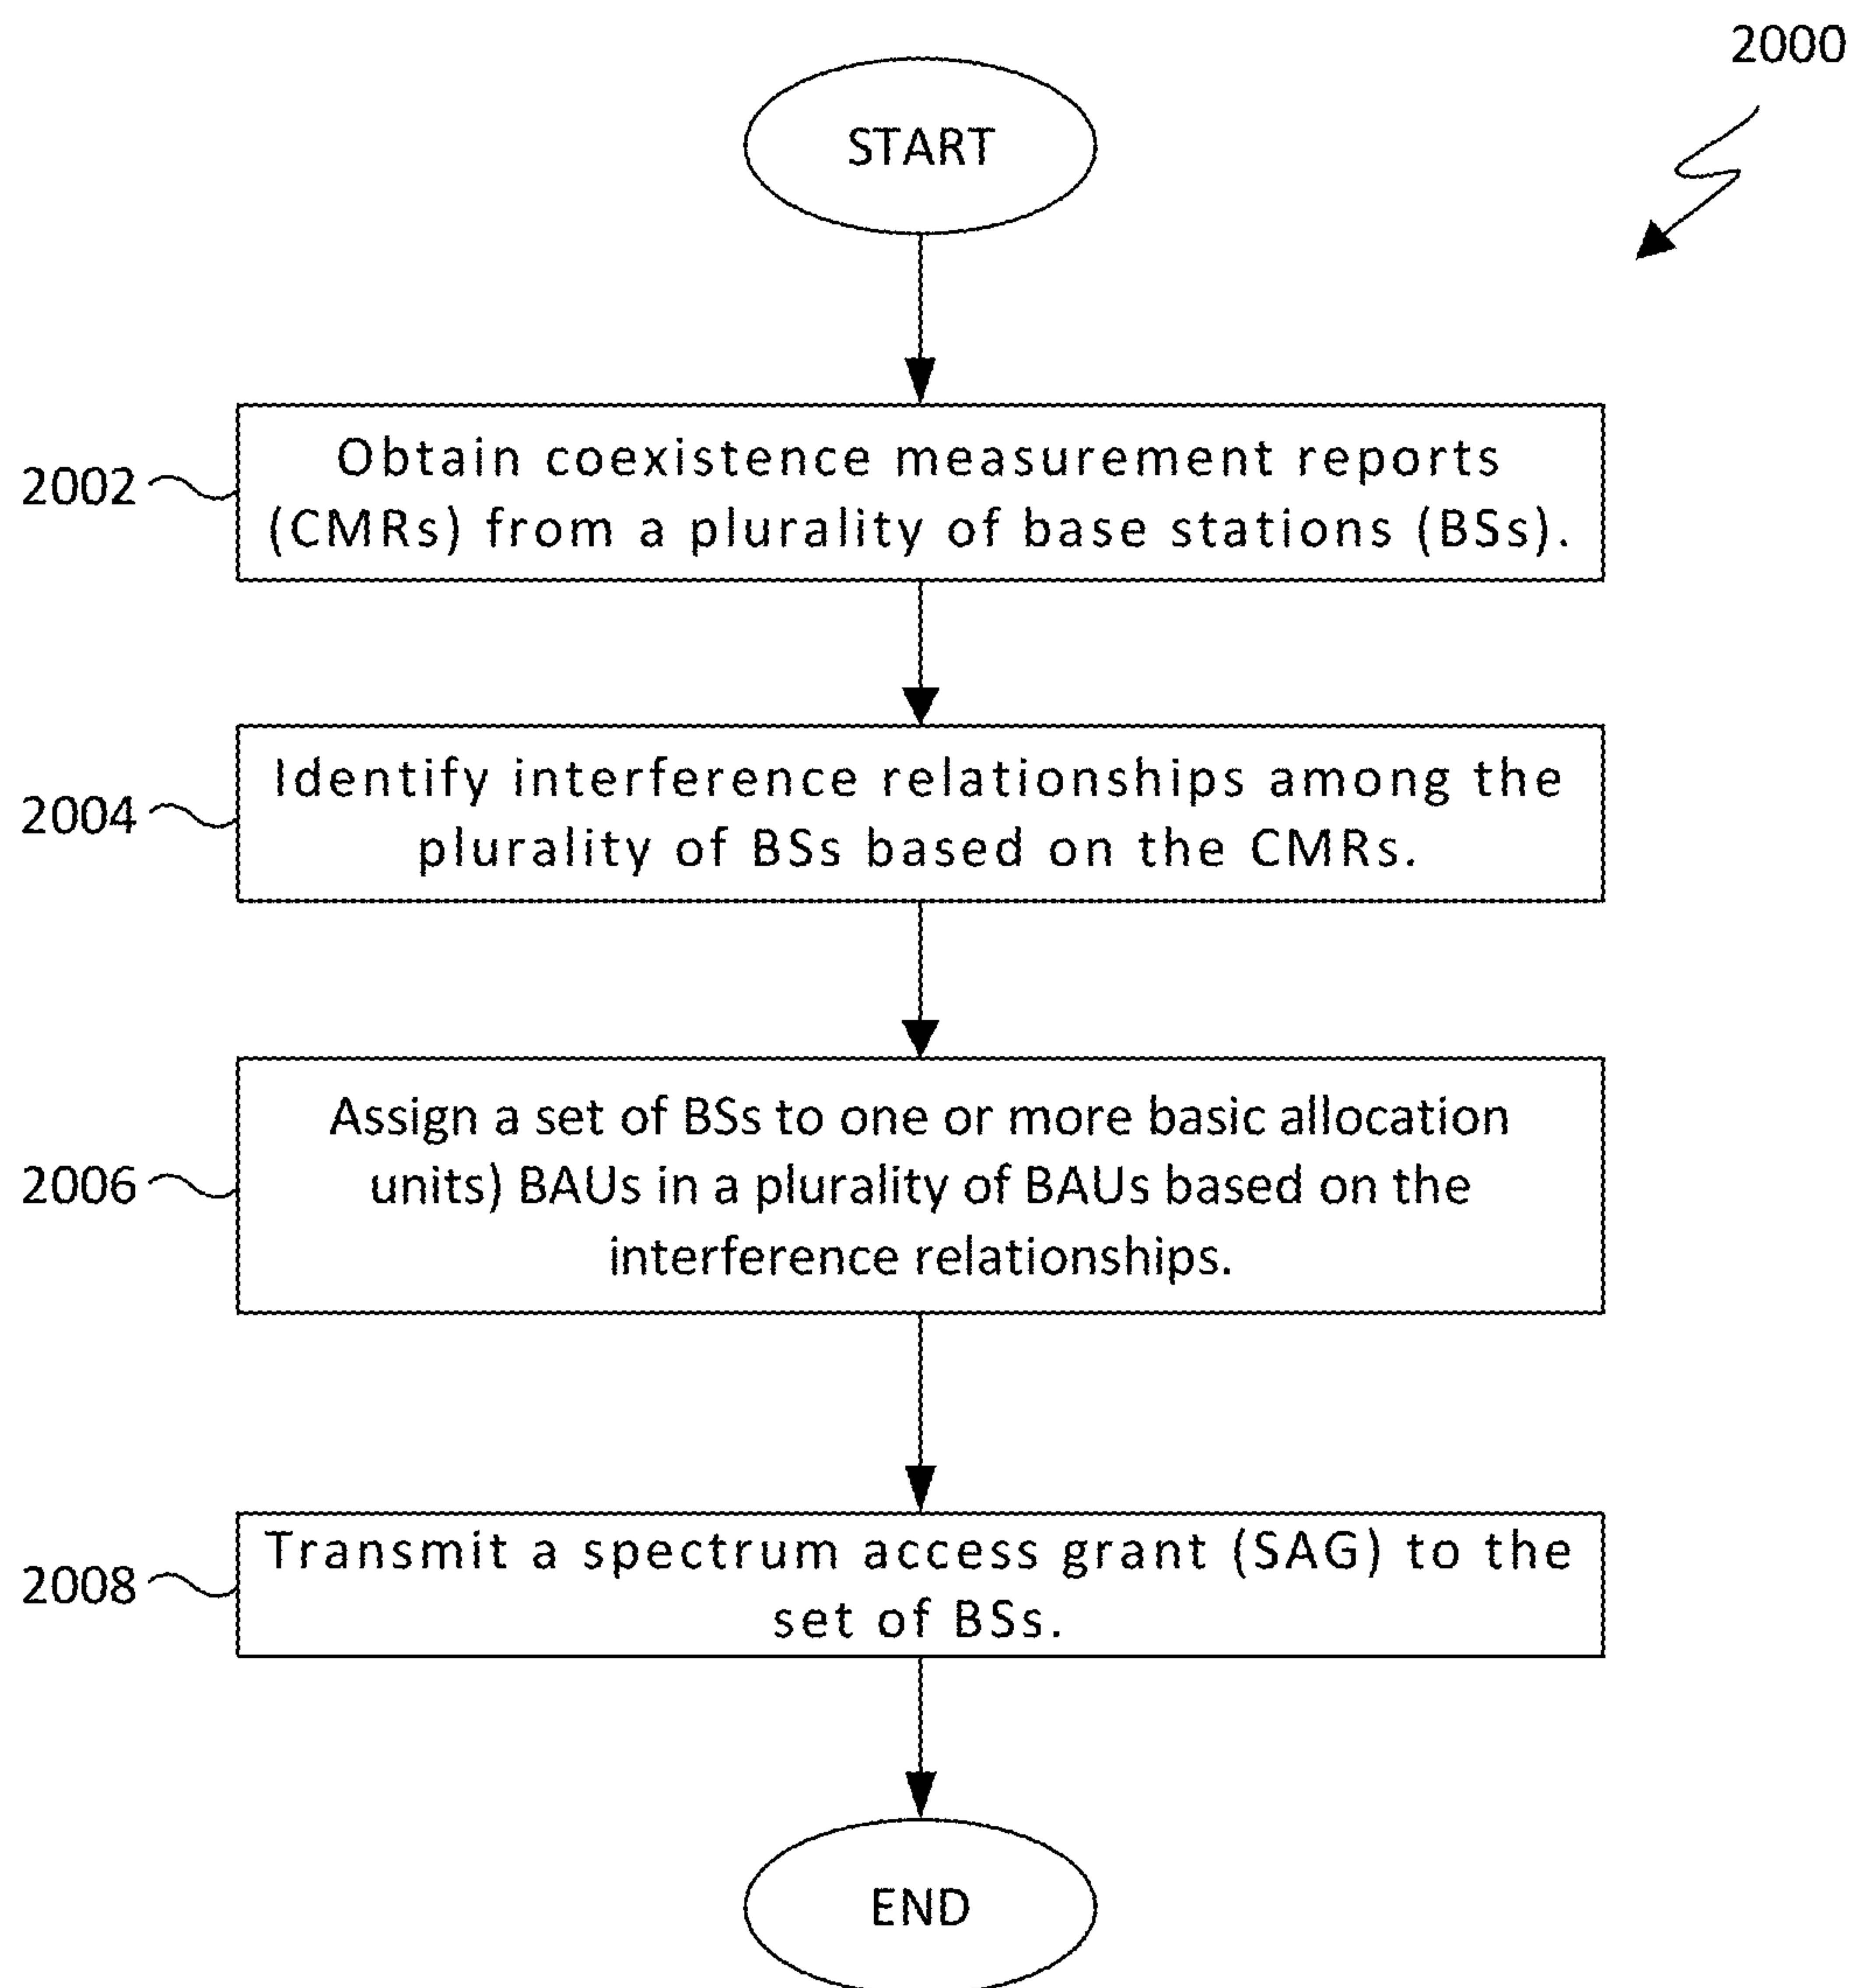 2000
START
2002
Obtain coexistence measurement reports
(CMRs) from a plurality of base stations (BSs).
2004
Identify interference relationships among the
plurality of BSs based on the CMRs.
2006
Assign a set of BSs to one or more basic allocation
units) BAUs in a plurality of BAUs based on the
interference relationships.
2008
Transmit a spectrum access grant (SAG) to the
set of BSs.
END